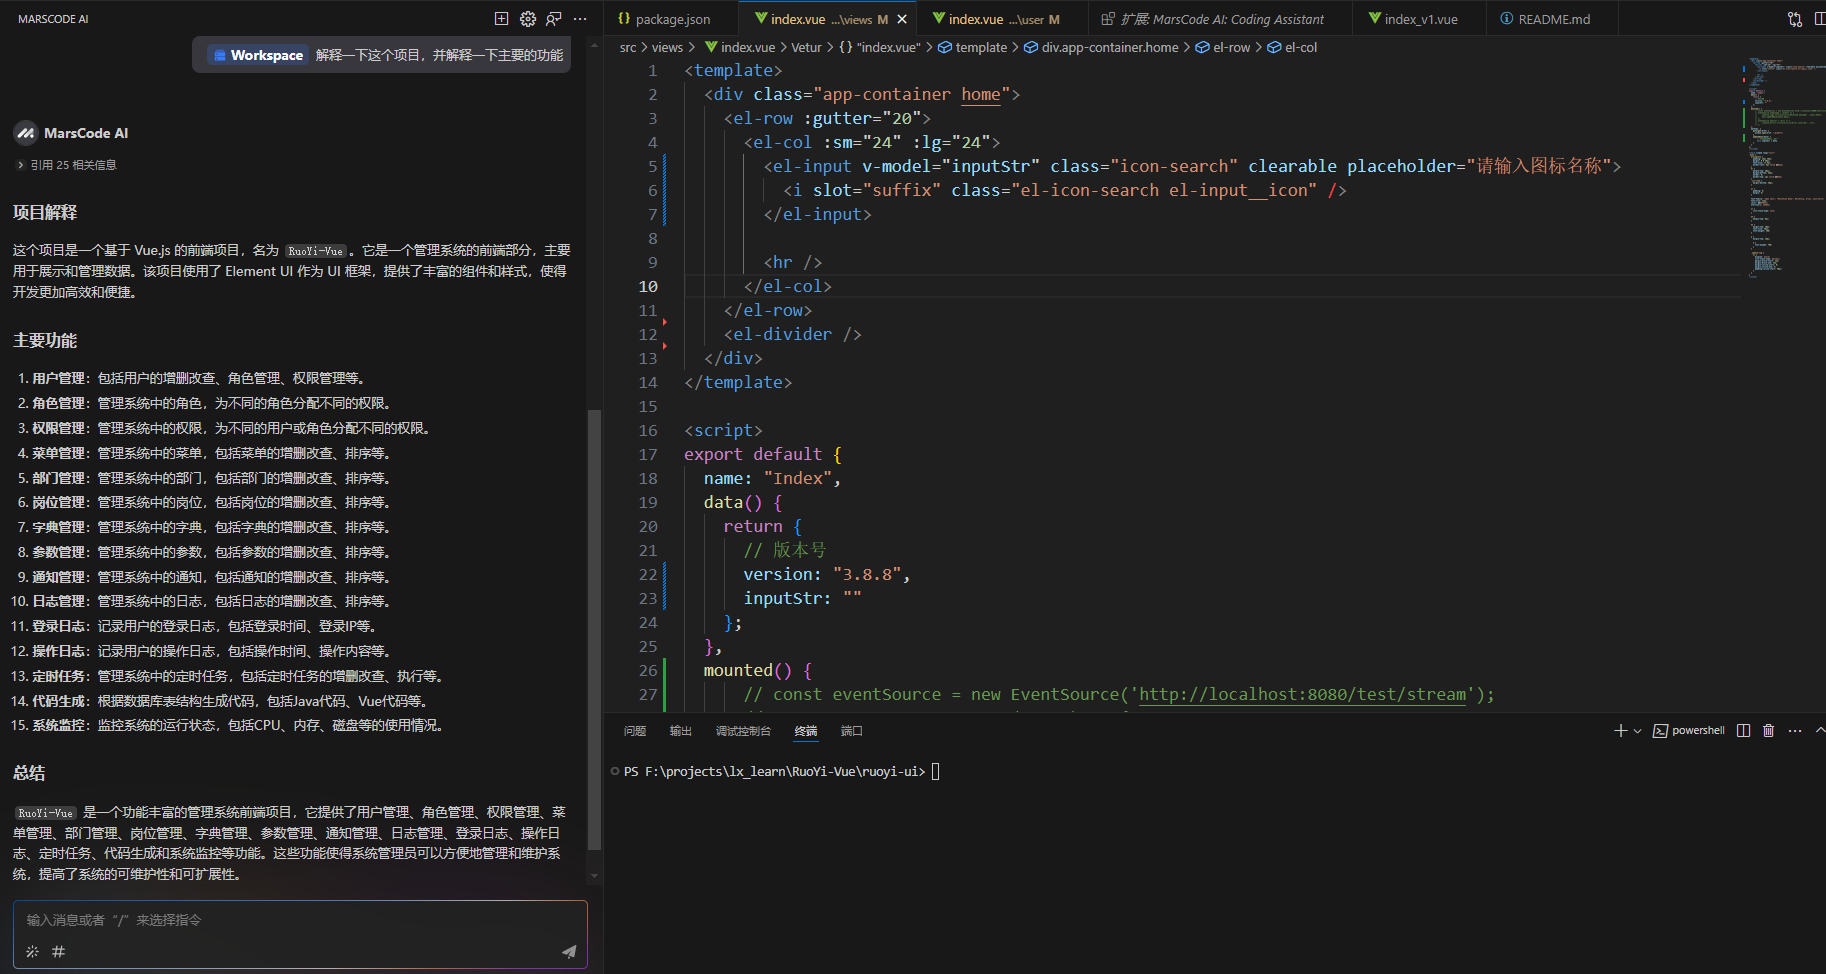 MARSCODE AI
Workspace 解释一下这个项目，并解释一下主要的功能
MarsCode AI
引用 25 相关信息
项目解释
这个项目是一个基于 Vue.js 的前端项目，名为 RuoYi-Vue 。它是一个管理系统的前端部分，主要
用于展示和管理数据。该项目使用了 Element UI 作为 UI 框架，提供了丰富的组件和样式，使得
开发更加高效和便捷。
主要功能
1. 用户管理：包括用户的增删改查、角色管理、权限管理等。
2. 角色管理：管理系统中的角色，为不同的角色分配不同的权限。
3. 权限管理：管理系统中的权限，为不同的用户或角色分配不同的权限。
4. 菜单管理：管理系统中的菜单，包括菜单的增删改查、排序等。
5. 部门管理：管理系统中的部门，包括部门的增删改查、排序等。
6. 岗位管理：管理系统中的岗位，包括岗位的增删改查、排序等。
7. 字典管理：管理系统中的字典，包括字典的增删改查、排序等。
8. 参数管理：管理系统中的参数，包括参数的增删改查、排序等。
9. 通知管理：管理系统中的通知，包括通知的增删改查、排序等。
10. 日志管理：管理系统中的日志，包括日志的增删改查、排序等。
11. 登录日志：记录用户的登录日志，包括登录时间、登录IP等。
12. 操作日志：记录用户的操作日志，包括操作时间、操作内容等。
13. 定时任务：管理系统中的定时任务，包括定时任务的增删改查、执行等。
14. 代码生成：根据数据库表结构生成代码，包括Java代码、Vue代码等。
15. 系统监控：监控系统的运行状态，包括CPU、内存、磁盘等的使用情况。
总结
RuoYi-Vue 是一个功能丰富的管理系统前端项目，它提供了用户管理、角色管理、权限管理、菜
单管理、部门管理、岗位管理、字典管理、参数管理、通知管理、日志管理、登录日志、操作日
志、定时任务、代码生成和系统监控等功能。这些功能使得系统管理员可以方便地管理和维护系
统，提高了系统的可维护性和可扩展性。
输入消息或者 “/” 来选择指令
{} package.json index.vue ...\views M index.vue ...\user M 扩展: MarsCode AI: Coding Assistant index_v1.vue README.md
src > views > index.vue > Vetur > {} "index.vue" > template > div.app-container.home > el-row > el-col
1 <template>
2 <div class="app-container home">
3 <el-row :gutter="20">
4 <el-col :sm="24" :lg="24">
5 <el-input v-model="inputStr" class="icon-search" clearable placeholder="请输入图标名称">
6 <i slot="suffix" class="el-icon-search el-input__icon" />
7 </el-input>
8
9 <hr />
10 </el-col>
11 </el-row>
12 <el-divider />
13 </div>
14 </template>
15
16 <script>
17 export default {
18 name: "Index",
19 data() {
20 return {
21 // 版本号
22 version: "3.8.8",
23 inputStr: ""
24 };
25 },
26 mounted() {
27 // const eventSource = new EventSource('http://localhost:8080/test/stream');
问题 输出 调试控制台 终端 端口
powershell
PS F:\projects\lx_learn\RuoYi-Vue\ruoyi-ui>